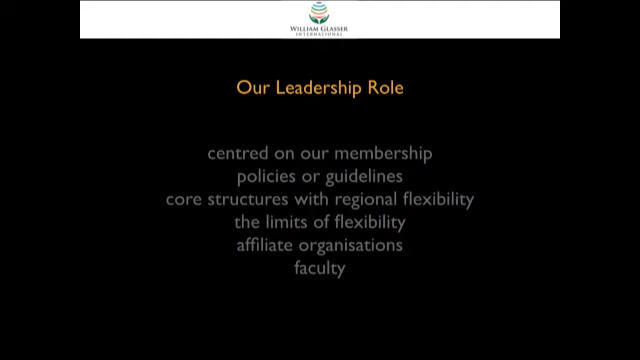 WILLIAM GLASSER
INTERNATIONAL
Our Leadership Role
centred on our membership
policies or guidelines
core structures with regional flexibility
the limits of flexibility
affiliate organisations
faculty